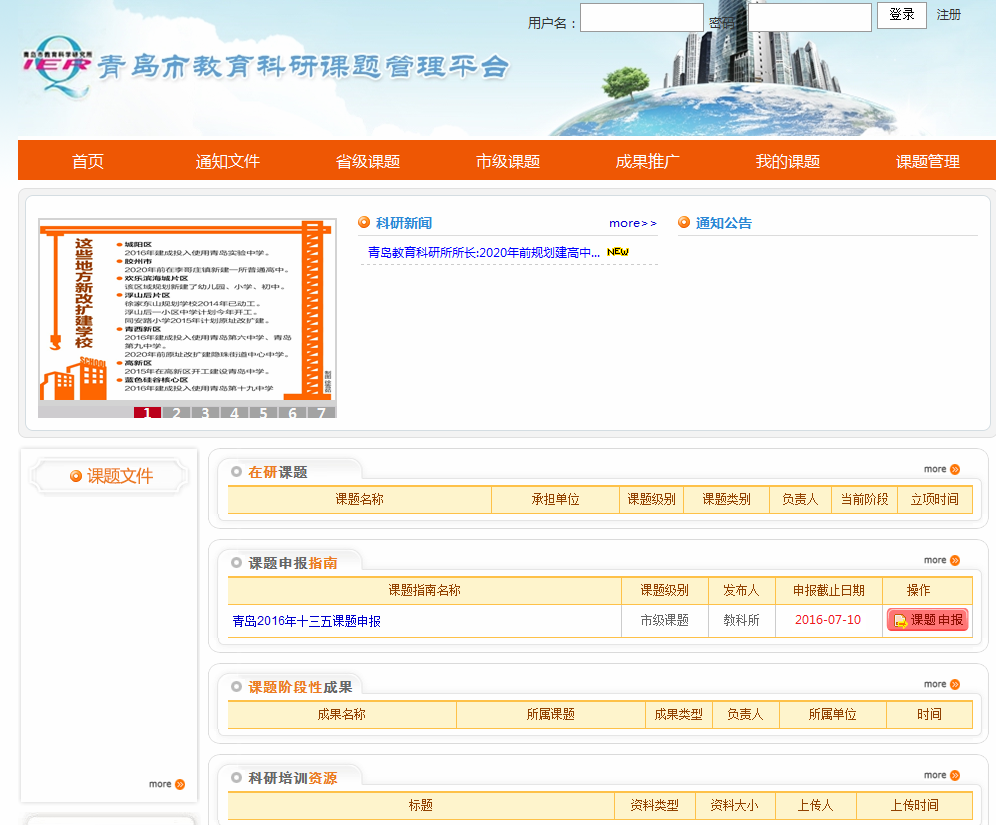 用户名： 密码 登录 注册
青岛市教育科学研究所
IER
青岛市教育科研课题管理平台
首页 通知文件 省级课题 市级课题 成果推广 我的课题 课题管理
这些地方新改扩建学校
城阳区
2016年建成投入使用青岛实验中学。
胶州市
2020年前在李哥庄镇新建一所普通高中。
欢乐滨海城片区
该区域规划新建了幼儿园、小学、初中。
浮山后片区
徐家东山规划学校2014年已动工。
浮山后一小区中学计划今年开工。
同安路小学2015年计划原址改扩建。
青西新区
2016年建成投入使用青岛第六中学、青岛
第九中学。
2020年前原址改扩建隐珠街道中心中学。
高新区
2015年在高新区开工建设青岛中学。
蓝色硅谷核心区
2016年建成投入使用青岛第十九中学
SCHOOL
1 2 3 4 5 6 7
科研新闻 more>>
青岛教育科研所所长:2020年前规划建高中... NEW
通知公告
课题文件
more
在研课题 more
课题名称 承担单位 课题级别 课题类别 负责人 当前阶段 立项时间
课题申报指南 more
课题指南名称 课题级别 发布人 申报截止日期 操作
青岛2016年十三五课题申报 市级课题 教科所 2016-07-10 课题申报
课题阶段性成果 more
成果名称 所属课题 成果类型 负责人 所属单位 时间
科研培训资源 more
标题 资料类型 资料大小 上传人 上传时间